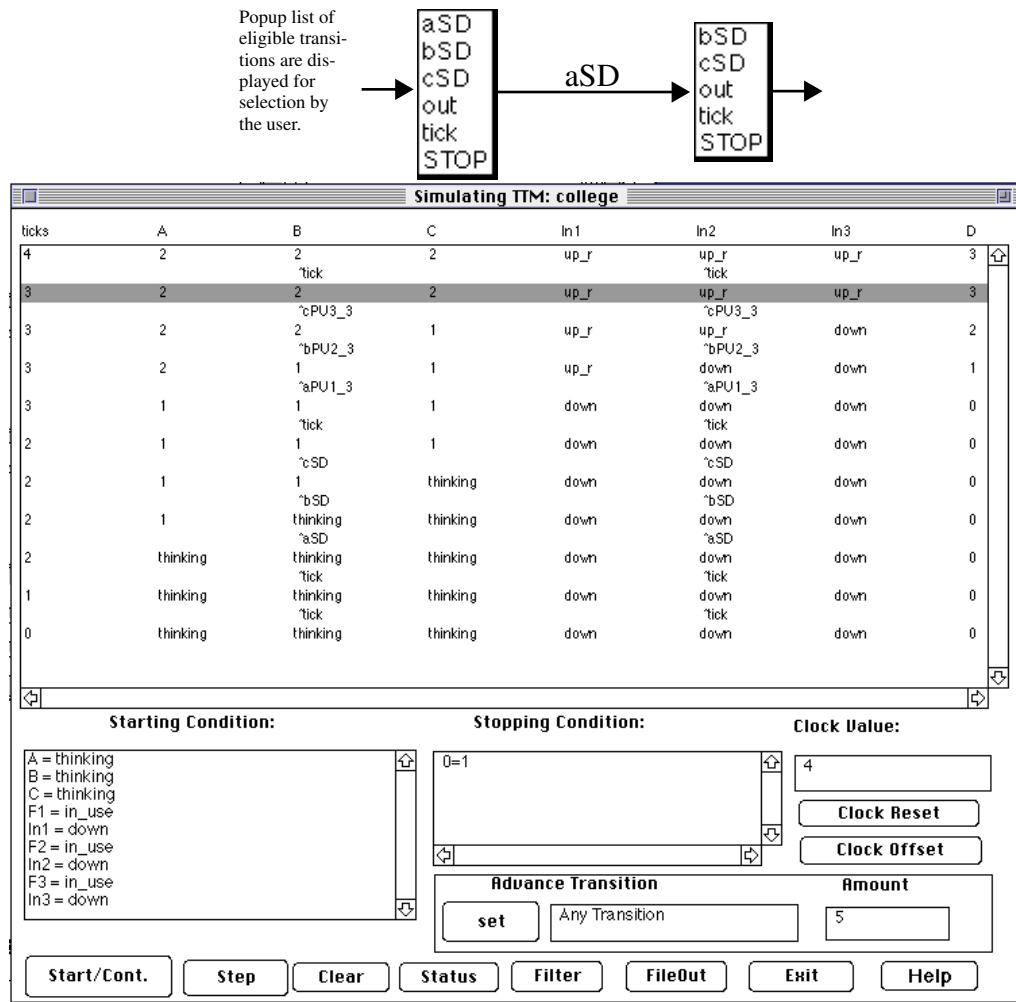 Popup list of
eligible transi-
tions are dis-
played for
selection by
the user.
aSD
bSD
cSD
out
tick
STOP
aSD
bSD
cSD
out
tick
STOP
Simulating TTM: college
ticks A B C In1 In2 In3 D
4 2 2 2 up_r up_r up_r 3
^tick ^tick
3 2 2 2 up_r up_r up_r 3
^cPU3_3 ^cPU3_3
3 2 2 1 up_r up_r down 2
^bPU2_3 ^bPU2_3
3 2 1 1 up_r down down 1
^aPU1_3 ^aPU1_3
3 1 1 1 down down down 0
^tick ^tick
2 1 1 1 down down down 0
^cSD ^cSD
2 1 1 thinking down down down 0
^bSD ^bSD
2 1 thinking thinking down down down 0
^aSD ^aSD
2 thinking thinking thinking down down down 0
^tick ^tick
1 thinking thinking thinking down down down 0
^tick ^tick
0 thinking thinking thinking down down down 0
Starting Condition:
A = thinking
B = thinking
C = thinking
F1 = in_use
In1 = down
F2 = in_use
In2 = down
F3 = in_use
In3 = down
Stopping Condition:
0=1
Clock Value:
4
Clock Reset
Clock Offset
Advance Transition Amount
set Any Transition 5
Start/Cont. Step Clear Status Filter FileOut Exit Help